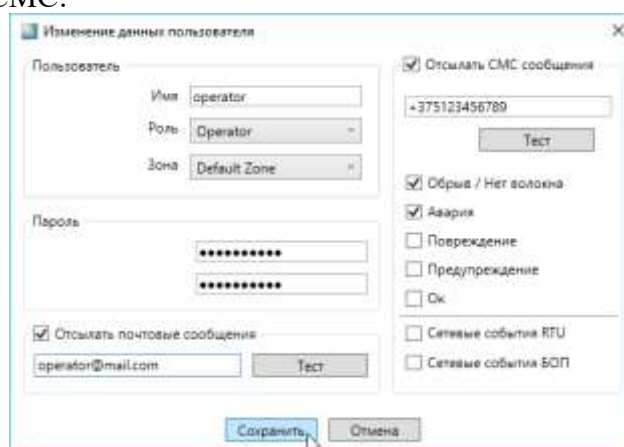 СМС.
Изменение данных пользователя
Пользователь
Имя operator
Роль Operator
Зона Default Zone
Пароль
●●●●●●●●●●
●●●●●●●●●●
Отсылать почтовые сообщения
operator@mail.com Тест
Отсылать СМС сообщения
+375123456789
Тест
Обрыв / Нет волокна
Авария
Повреждение
Предупреждение
Ок
Сетевые события RTU
Сетевые события БОП
Сохранить Отмена